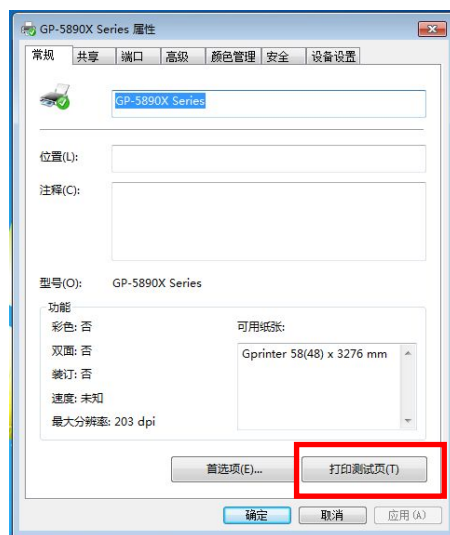 GP-5890X Series 属性
常规 共享 端口 高级 颜色管理 安全 设备设置
GP-5890X Series
位置(L):
注释(C):
型号(O): GP-5890X Series
功能
彩色: 否 可用纸张:
双面: 否 Gprinter 58(48) x 3276 mm
装订: 否
速度: 未知
最大分辨率: 203 dpi
首选项(E)... 打印测试页(T)
确定 取消 应用(A)